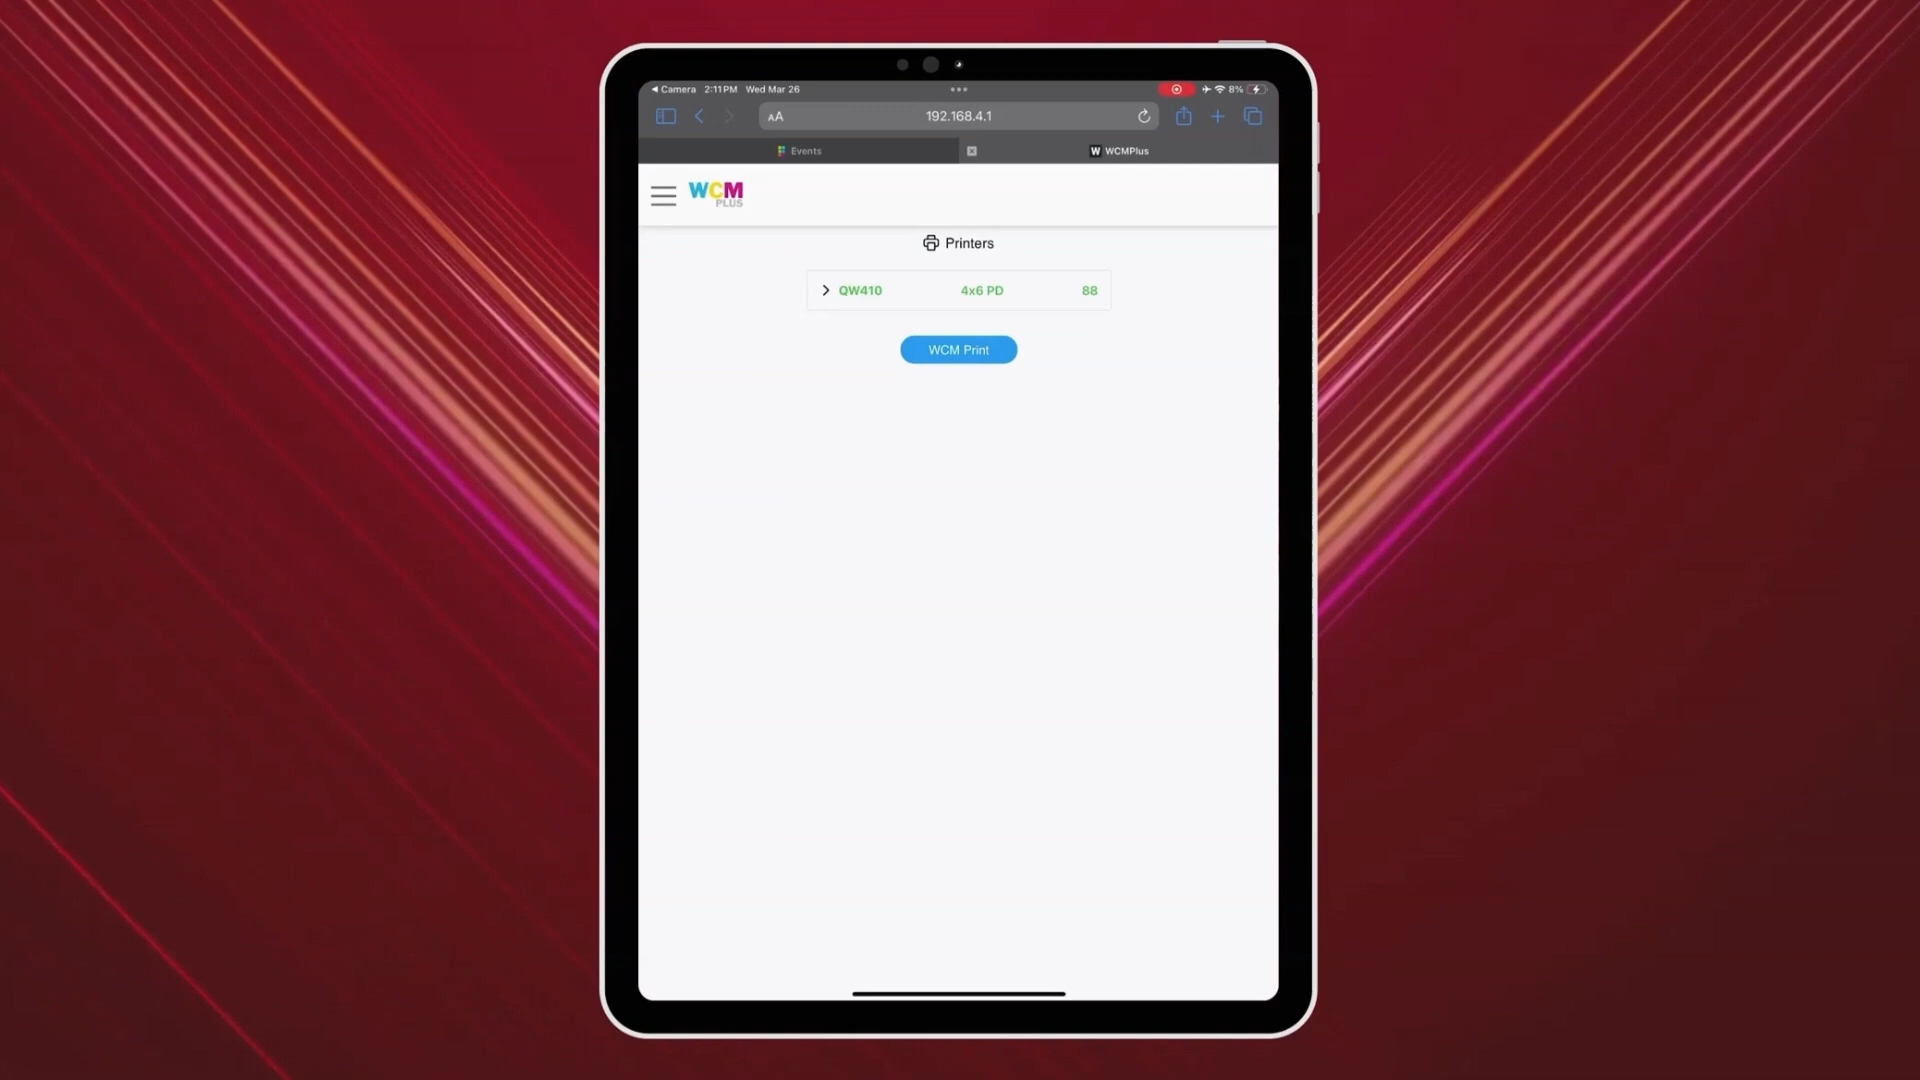 Camera 2:11 PM Wed Mar 26 8%
AA 192.168.4.1
Events W WCMPlus
WCM
PLUS
Printers
QW410 4x6 PD 88
WCM Print